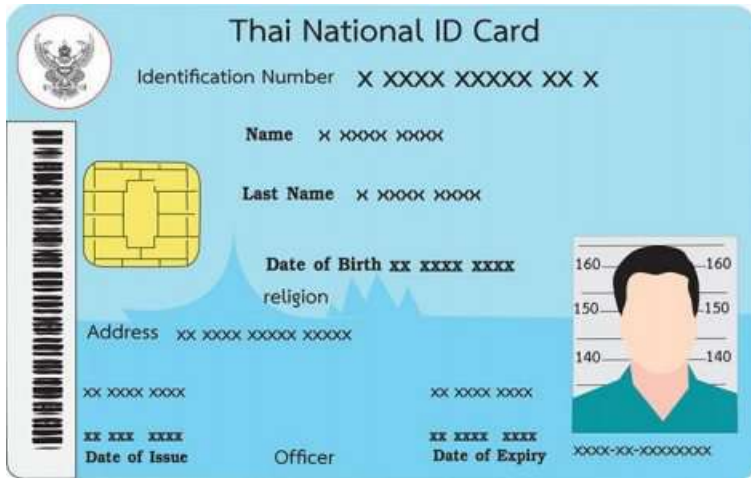 Thai National ID Card
Identification Number X XXXX XXXXX XX X
Name X XXXX XXXX
Last Name X XXXX XXXX
Date of Birth XX XXXX XXXX
religion
160 160
150 150
Address XX XXXX XXXXX XXXXX
140 140
XX XXXX XXXX XX XXXX XXXX
XX XXX XXXX XX XXXX XXXX
Date of Issue Officer Date of Expiry XXXX-XX-XXXXXXXX